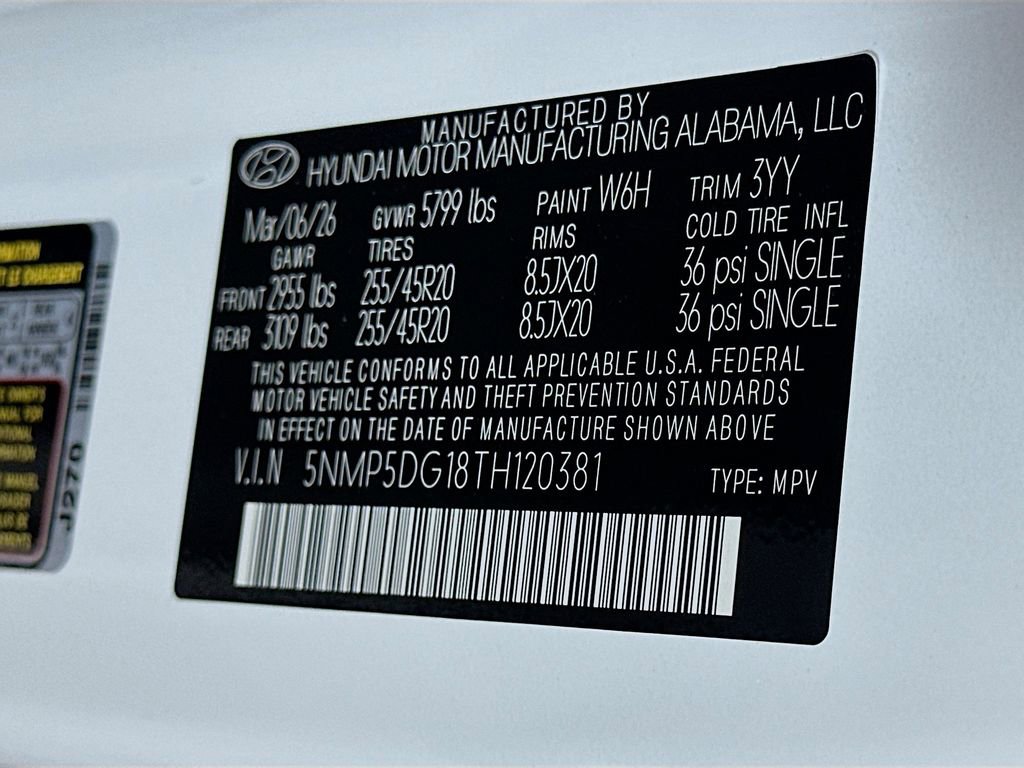 MANUFACTURED BY
HYUNDAI MOTOR MANUFACTURING ALABAMA, LLC
Mar/06/26 GVWR 5799 lbs PAINT W6H TRIM 3YY
GAWR TIRES RIMS COLD TIRE INFL
FRONT 2955 lbs 255/45R20 8.5JX20 36 psi SINGLE
REAR 3109 lbs 255/45R20 8.5JX20 36 psi SINGLE
THIS VEHICLE CONFORMS TO ALL APPLICABLE U.S.A. FEDERAL
MOTOR VEHICLE SAFETY AND THEFT PREVENTION STANDARDS
IN EFFECT ON THE DATE OF MANUFACTURE SHOWN ABOVE
V.I.N 5NMP5DG18TH120381 TYPE: MPV
J270